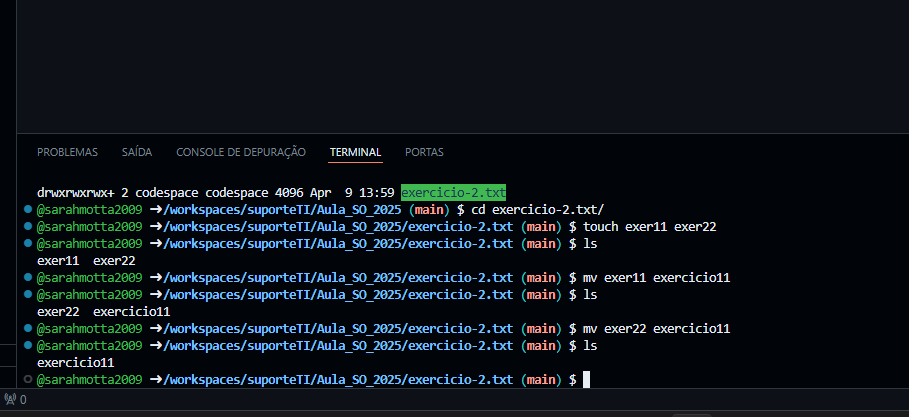 PROBLEMAS SAÍDA CONSOLE DE DEPURAÇÃO TERMINAL PORTAS
drwxrwxrwx+ 2 codespace codespace 4096 Apr  9 13:59 exercicio-2.txt
@sarahmotta2009 ➜/workspaces/suporteTI/Aula_SO_2025 (main) $ cd exercicio-2.txt/
@sarahmotta2009 ➜/workspaces/suporteTI/Aula_SO_2025/exercicio-2.txt (main) $ touch exer11 exer22
@sarahmotta2009 ➜/workspaces/suporteTI/Aula_SO_2025/exercicio-2.txt (main) $ ls
exer11  exer22
@sarahmotta2009 ➜/workspaces/suporteTI/Aula_SO_2025/exercicio-2.txt (main) $ mv exer11 exercicio11
@sarahmotta2009 ➜/workspaces/suporteTI/Aula_SO_2025/exercicio-2.txt (main) $ ls
exer22  exercicio11
@sarahmotta2009 ➜/workspaces/suporteTI/Aula_SO_2025/exercicio-2.txt (main) $ mv exer22 exercicio11
@sarahmotta2009 ➜/workspaces/suporteTI/Aula_SO_2025/exercicio-2.txt (main) $ ls
exercicio11
@sarahmotta2009 ➜/workspaces/suporteTI/Aula_SO_2025/exercicio-2.txt (main) $
0